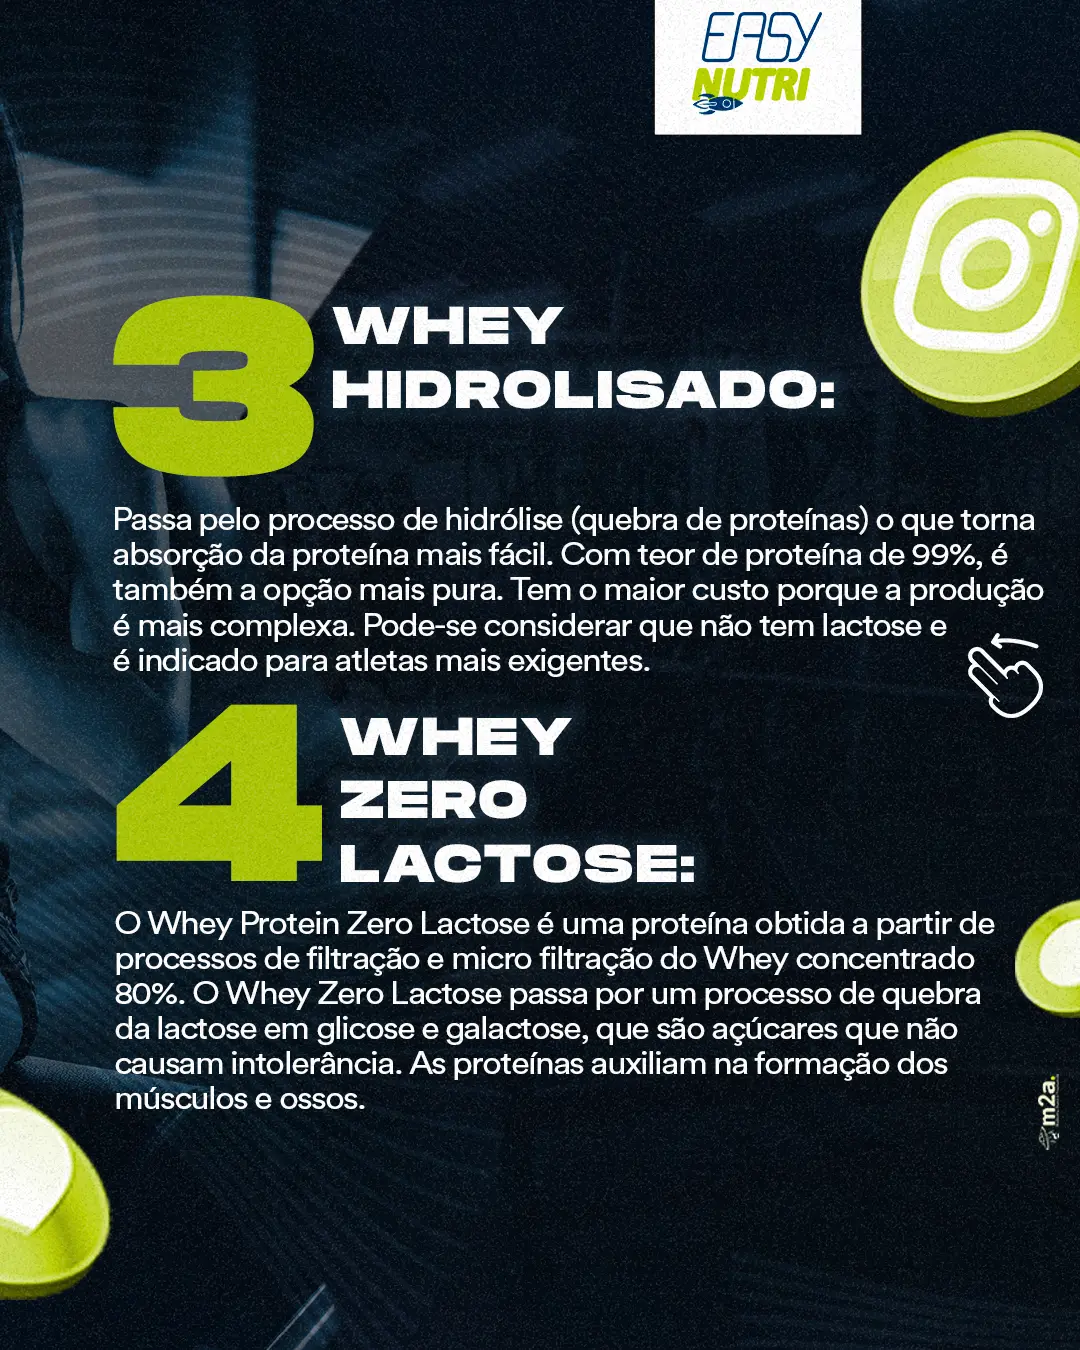 EASY
NUTRI
3 WHEY
HIDROLISADO:
Passa pelo processo de hidrólise (quebra de proteínas) o que torna
absorção da proteína mais fácil. Com teor de proteína de 99%, é
também a opção mais pura. Tem o maior custo porque a produção
é mais complexa. Pode-se considerar que não tem lactose e
é indicado para atletas mais exigentes.
4 WHEY
ZERO
LACTOSE:
O Whey Protein Zero Lactose é uma proteína obtida a partir de
processos de filtração e micro filtração do Whey concentrado
80%. O Whey Zero Lactose passa por um processo de quebra
da lactose em glicose e galactose, que são açúcares que não
causam intolerância. As proteínas auxiliam na formação dos
músculos e ossos.
m2a.